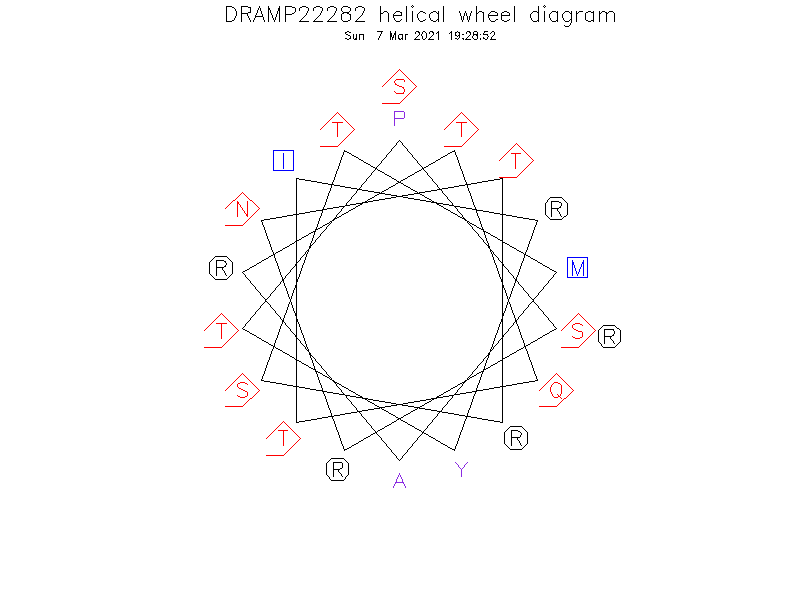 DRAMP22282 helical wheel diagram
Sun 7 Mar 2021 19:28:52
S
P
T T
I T
N R
R M
T S R
S Q
T R
R A Y